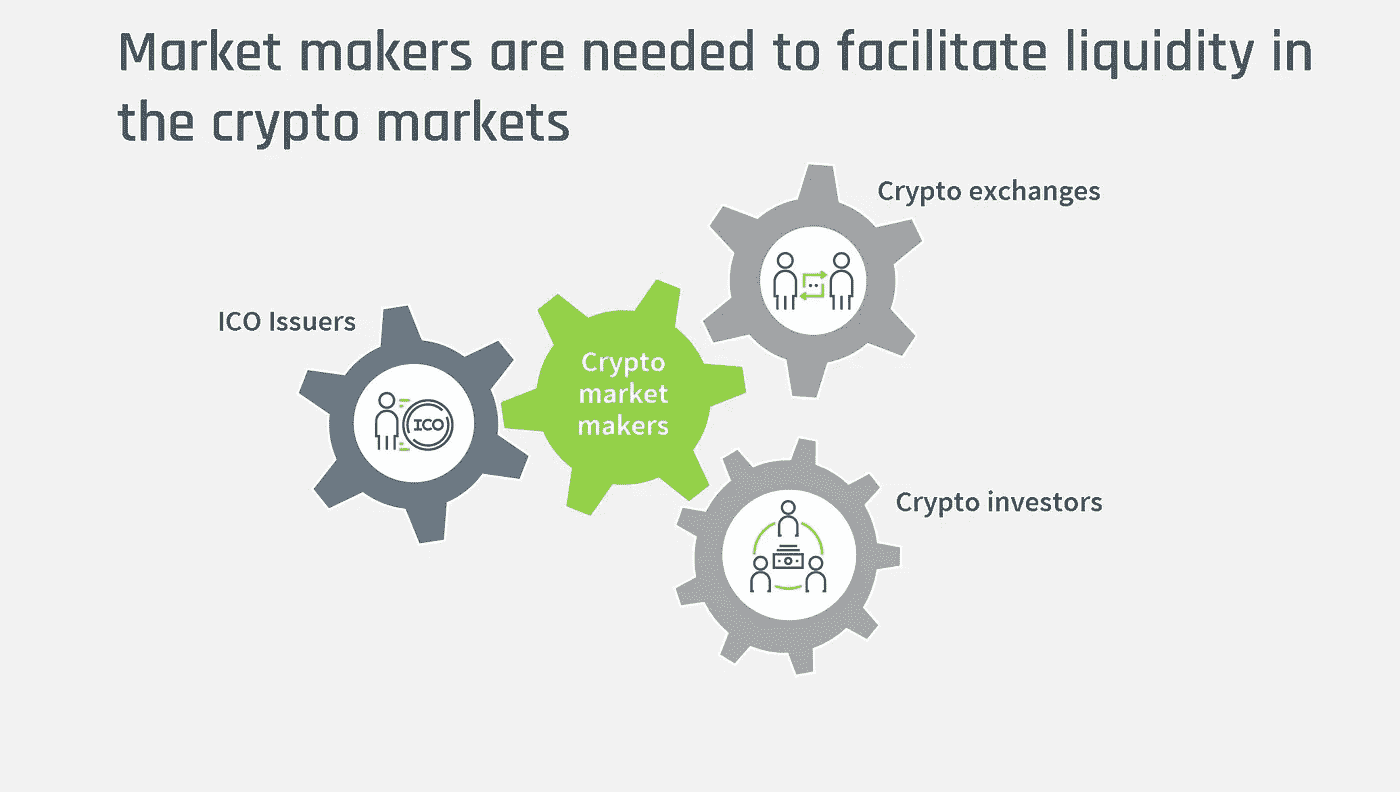 Market makers are needed to facilitate liquidity in
the crypto markets
Crypto exchanges
ICO Issuers
Crypto
market
makers
ICO
Crypto investors